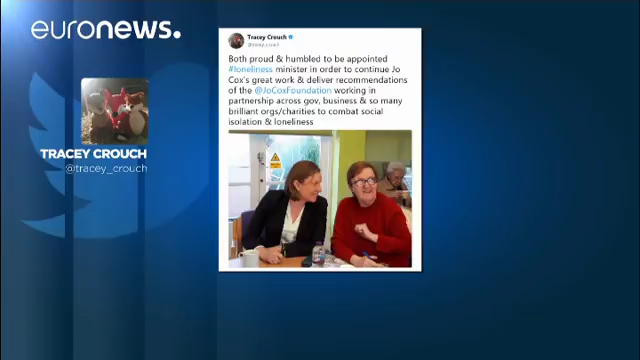 euronews.
Tracey Crouch
@tracey_crouch
Both proud & humbled to be appointed
#loneliness minister in order to continue Jo
Cox's great work & deliver recommendations
of the @JoCoxFoundation working in
partnership across gov, business & so many
brilliant orgs/charities to combat social
isolation & loneliness
TRACEY CROUCH
@tracey_crouch